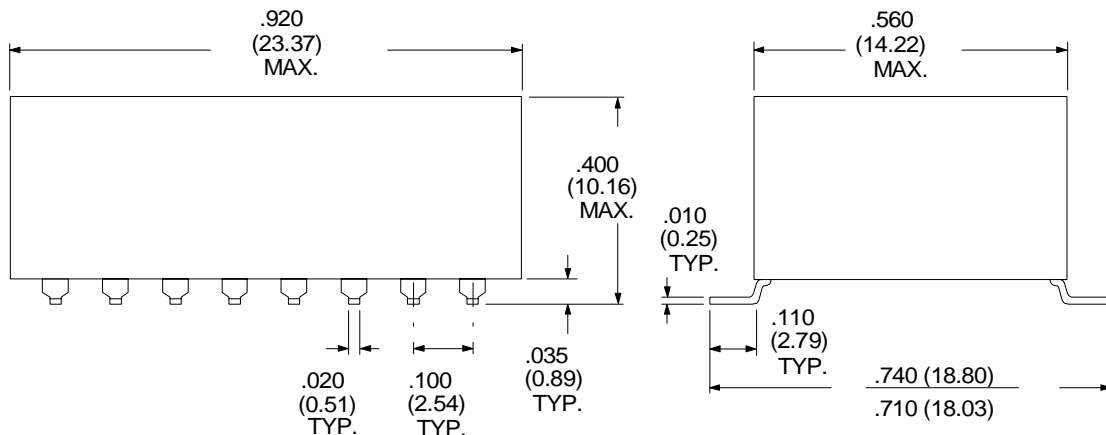 .920
(23.37)
MAX.
.560
(14.22)
MAX.
.400
(10.16)
MAX.
.010
(0.25)
TYP.
.110
(2.79)
TYP.
.035
(0.89)
TYP.
.020
(0.51)
TYP.
.100
(2.54)
TYP.
.740 (18.80)
.710 (18.03)